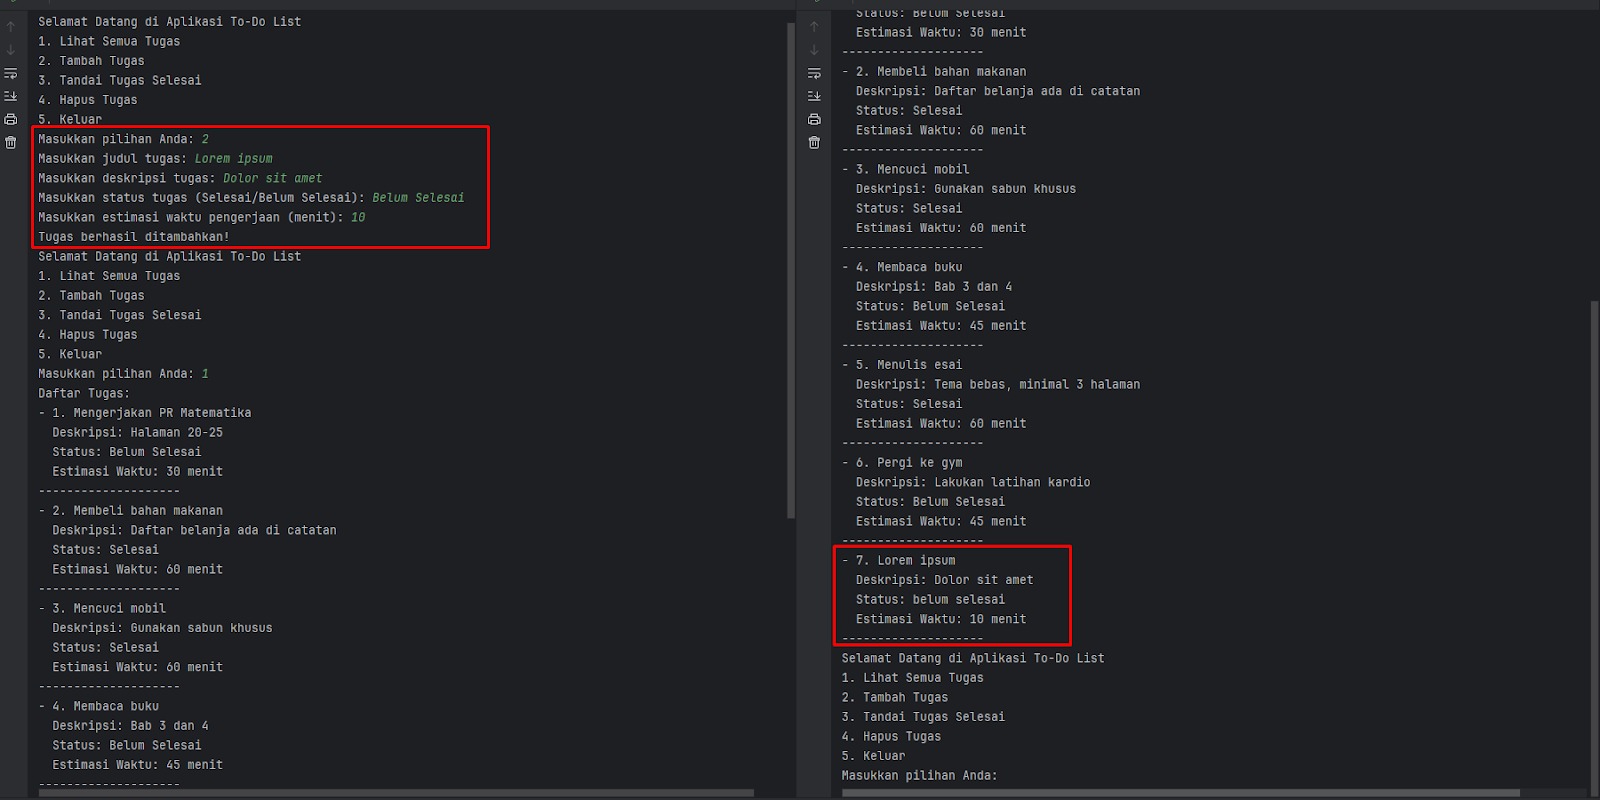 Selamat Datang di Aplikasi To-Do List
1. Lihat Semua Tugas
2. Tambah Tugas
3. Tandai Tugas Selesai
4. Hapus Tugas
5. Keluar
Masukkan pilihan Anda: 2
Masukkan judul tugas: Lorem ipsum
Masukkan deskripsi tugas: Dolor sit amet
Masukkan status tugas (Selesai/Belum Selesai): Belum Selesai
Masukkan estimasi waktu pengerjaan (menit): 10
Tugas berhasil ditambahkan!
Selamat Datang di Aplikasi To-Do List
1. Lihat Semua Tugas
2. Tambah Tugas
3. Tandai Tugas Selesai
4. Hapus Tugas
5. Keluar
Masukkan pilihan Anda: 1
Daftar Tugas:
- 1. Mengerjakan PR Matematika
Deskripsi: Halaman 20-25
Status: Belum Selesai
Estimasi Waktu: 30 menit
--------------------
- 2. Membeli bahan makanan
Deskripsi: Daftar belanja ada di catatan
Status: Selesai
Estimasi Waktu: 60 menit
--------------------
- 3. Mencuci mobil
Deskripsi: Gunakan sabun khusus
Status: Selesai
Estimasi Waktu: 60 menit
--------------------
- 4. Membaca buku
Deskripsi: Bab 3 dan 4
Status: Belum Selesai
Estimasi Waktu: 45 menit
--------------------
Status: Belum Selesai
Estimasi Waktu: 30 menit
--------------------
- 2. Membeli bahan makanan
Deskripsi: Daftar belanja ada di catatan
Status: Selesai
Estimasi Waktu: 60 menit
--------------------
- 3. Mencuci mobil
Deskripsi: Gunakan sabun khusus
Status: Selesai
Estimasi Waktu: 60 menit
--------------------
- 4. Membaca buku
Deskripsi: Bab 3 dan 4
Status: Belum Selesai
Estimasi Waktu: 45 menit
--------------------
- 5. Menulis esai
Deskripsi: Tema bebas, minimal 3 halaman
Status: Selesai
Estimasi Waktu: 60 menit
--------------------
- 6. Pergi ke gym
Deskripsi: Lakukan latihan kardio
Status: Belum Selesai
Estimasi Waktu: 45 menit
--------------------
- 7. Lorem ipsum
Deskripsi: Dolor sit amet
Status: belum selesai
Estimasi Waktu: 10 menit
--------------------
Selamat Datang di Aplikasi To-Do List
1. Lihat Semua Tugas
2. Tambah Tugas
3. Tandai Tugas Selesai
4. Hapus Tugas
5. Keluar
Masukkan pilihan Anda: